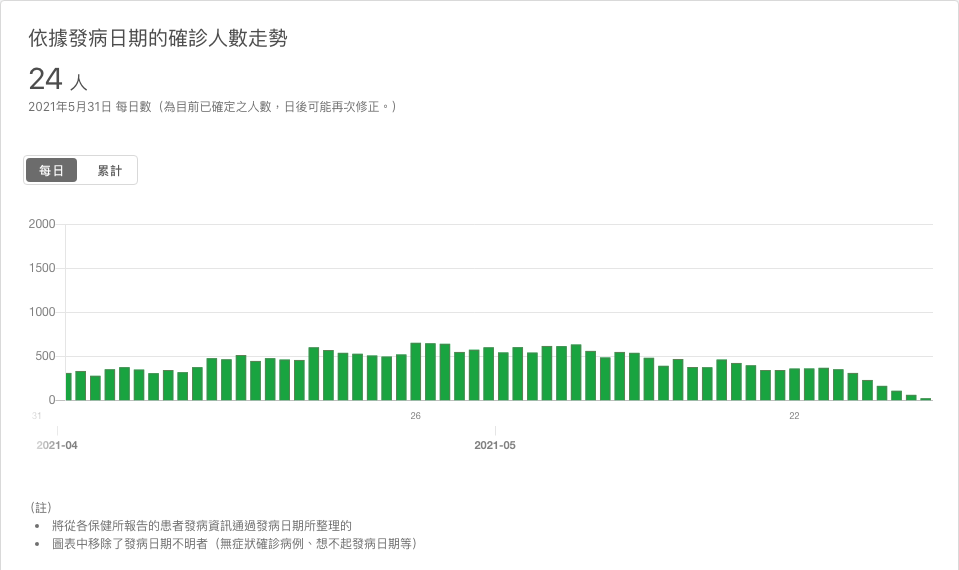 依據發病日期的確診人數走勢
24 人
2021年5月31日 每日數（為目前已確定之人數，日後可能再次修正。）
每日 累計
2000
1500
1000
500
0
31 26 22
2021-04 2021-05
（註）
• 將從各保健所報告的患者發病資訊通過發病日期所整理的
• 圖表中移除了發病日期不明者（無症狀確診病例、想不起發病日期等）